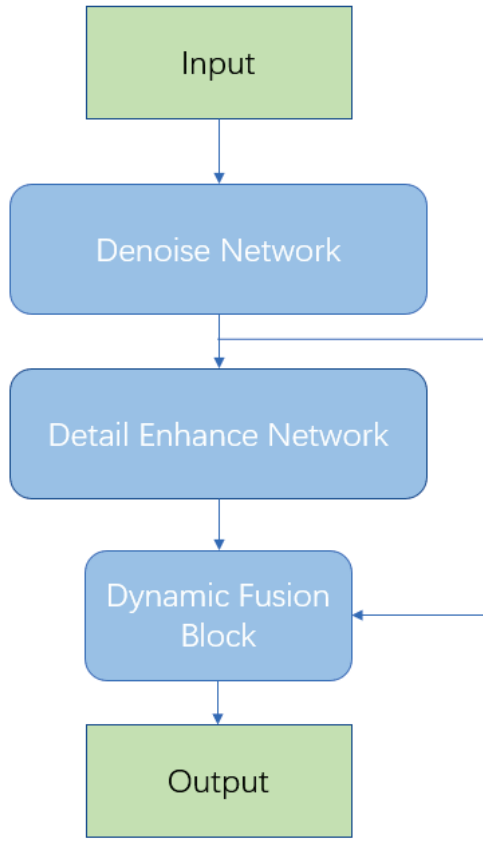 Input
Denoise Network
Detail Enhance Network
Dynamic Fusion
Block
Output